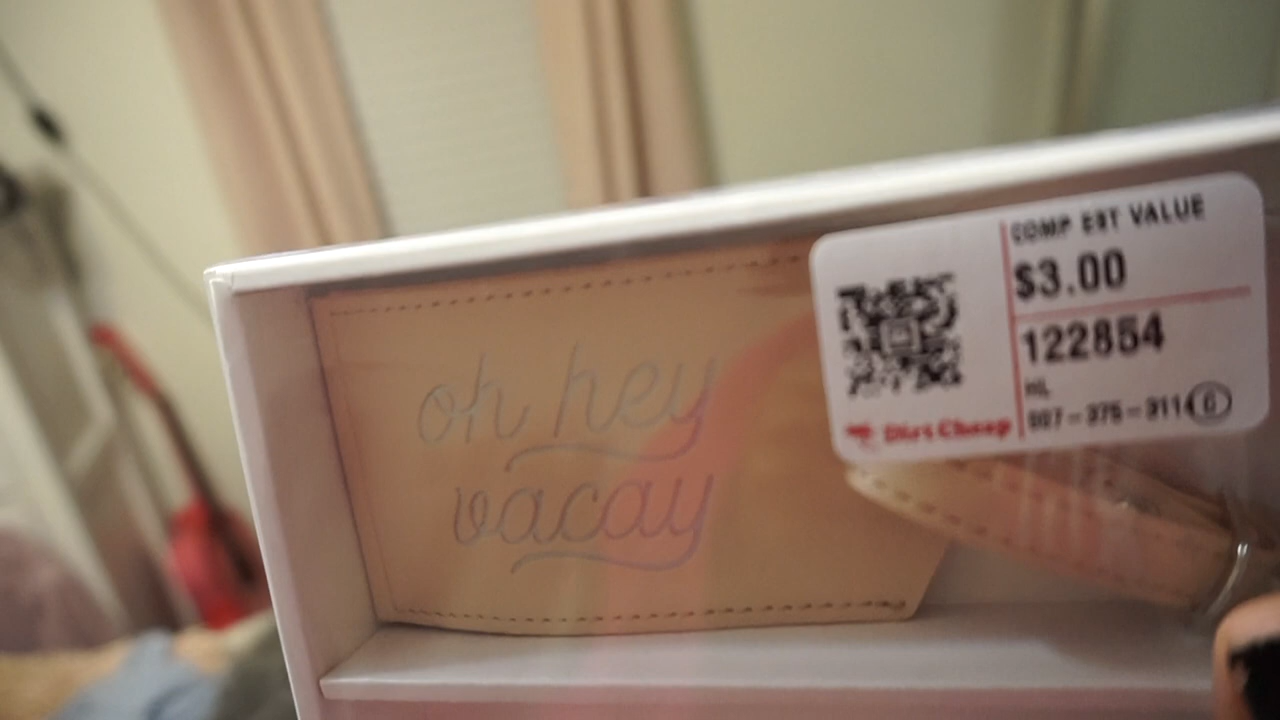 oh hey
vacay
COMP EST VALUE
$3.00
122854
Dirt Cheap